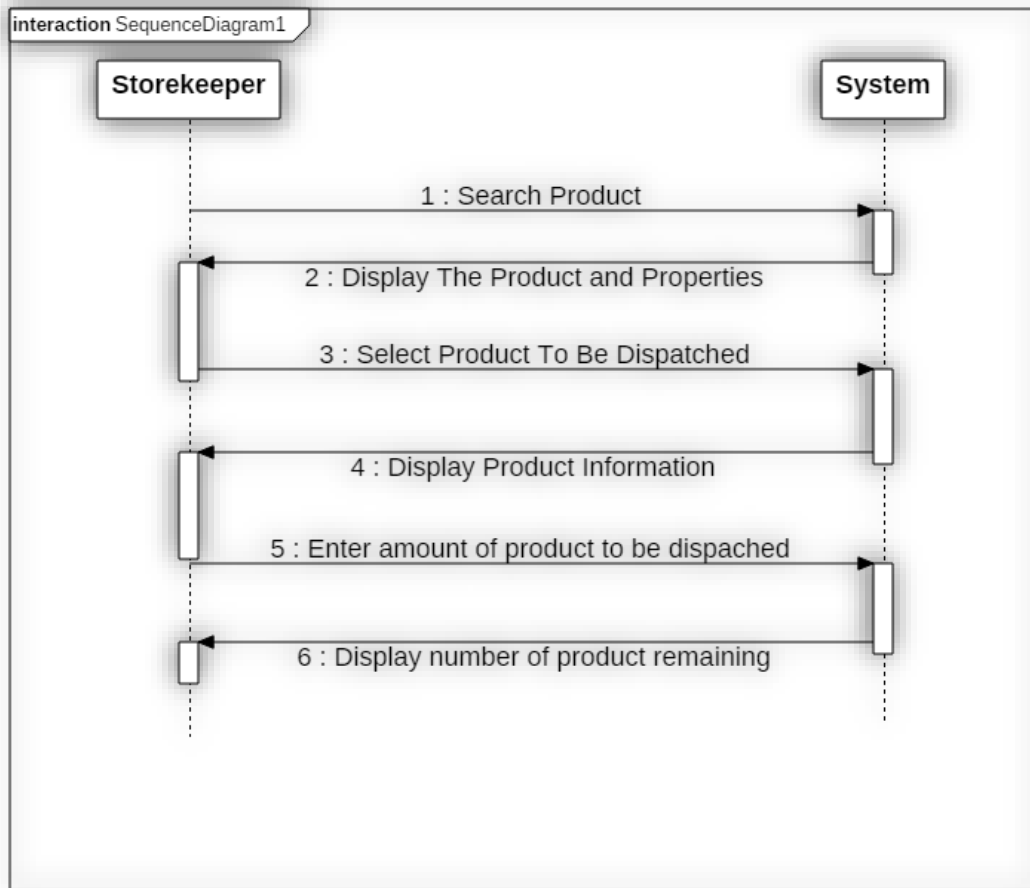 interaction SequenceDiagram1
Storekeeper
System
1 : Search Product
2 : Display The Product and Properties
3 : Select Product To Be Dispatched
4 : Display Product Information
5 : Enter amount of product to be dispached
6 : Display number of product remaining